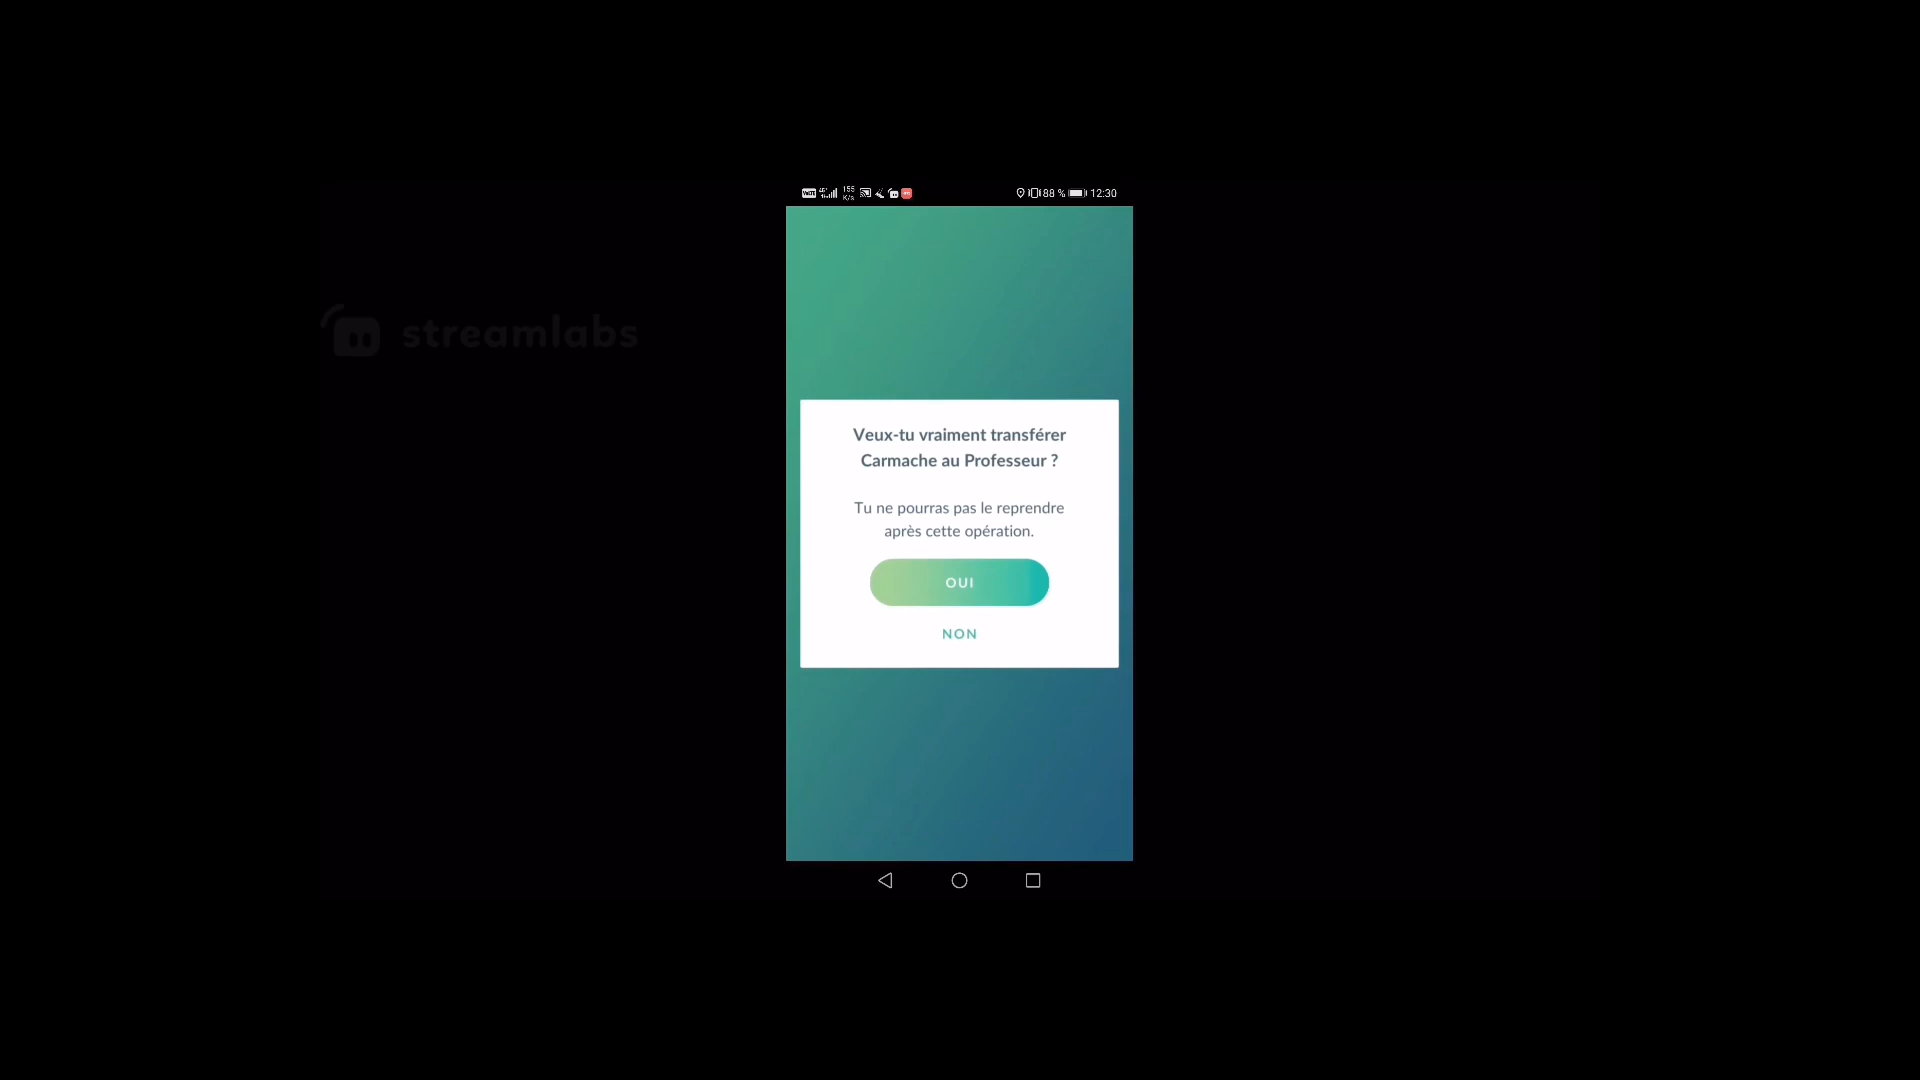 155
K/s
88 %
12:30
streamlabs
Veux-tu vraiment transférer
Carmache au Professeur ?
Tu ne pourras pas le reprendre
après cette opération.
OUI
NON